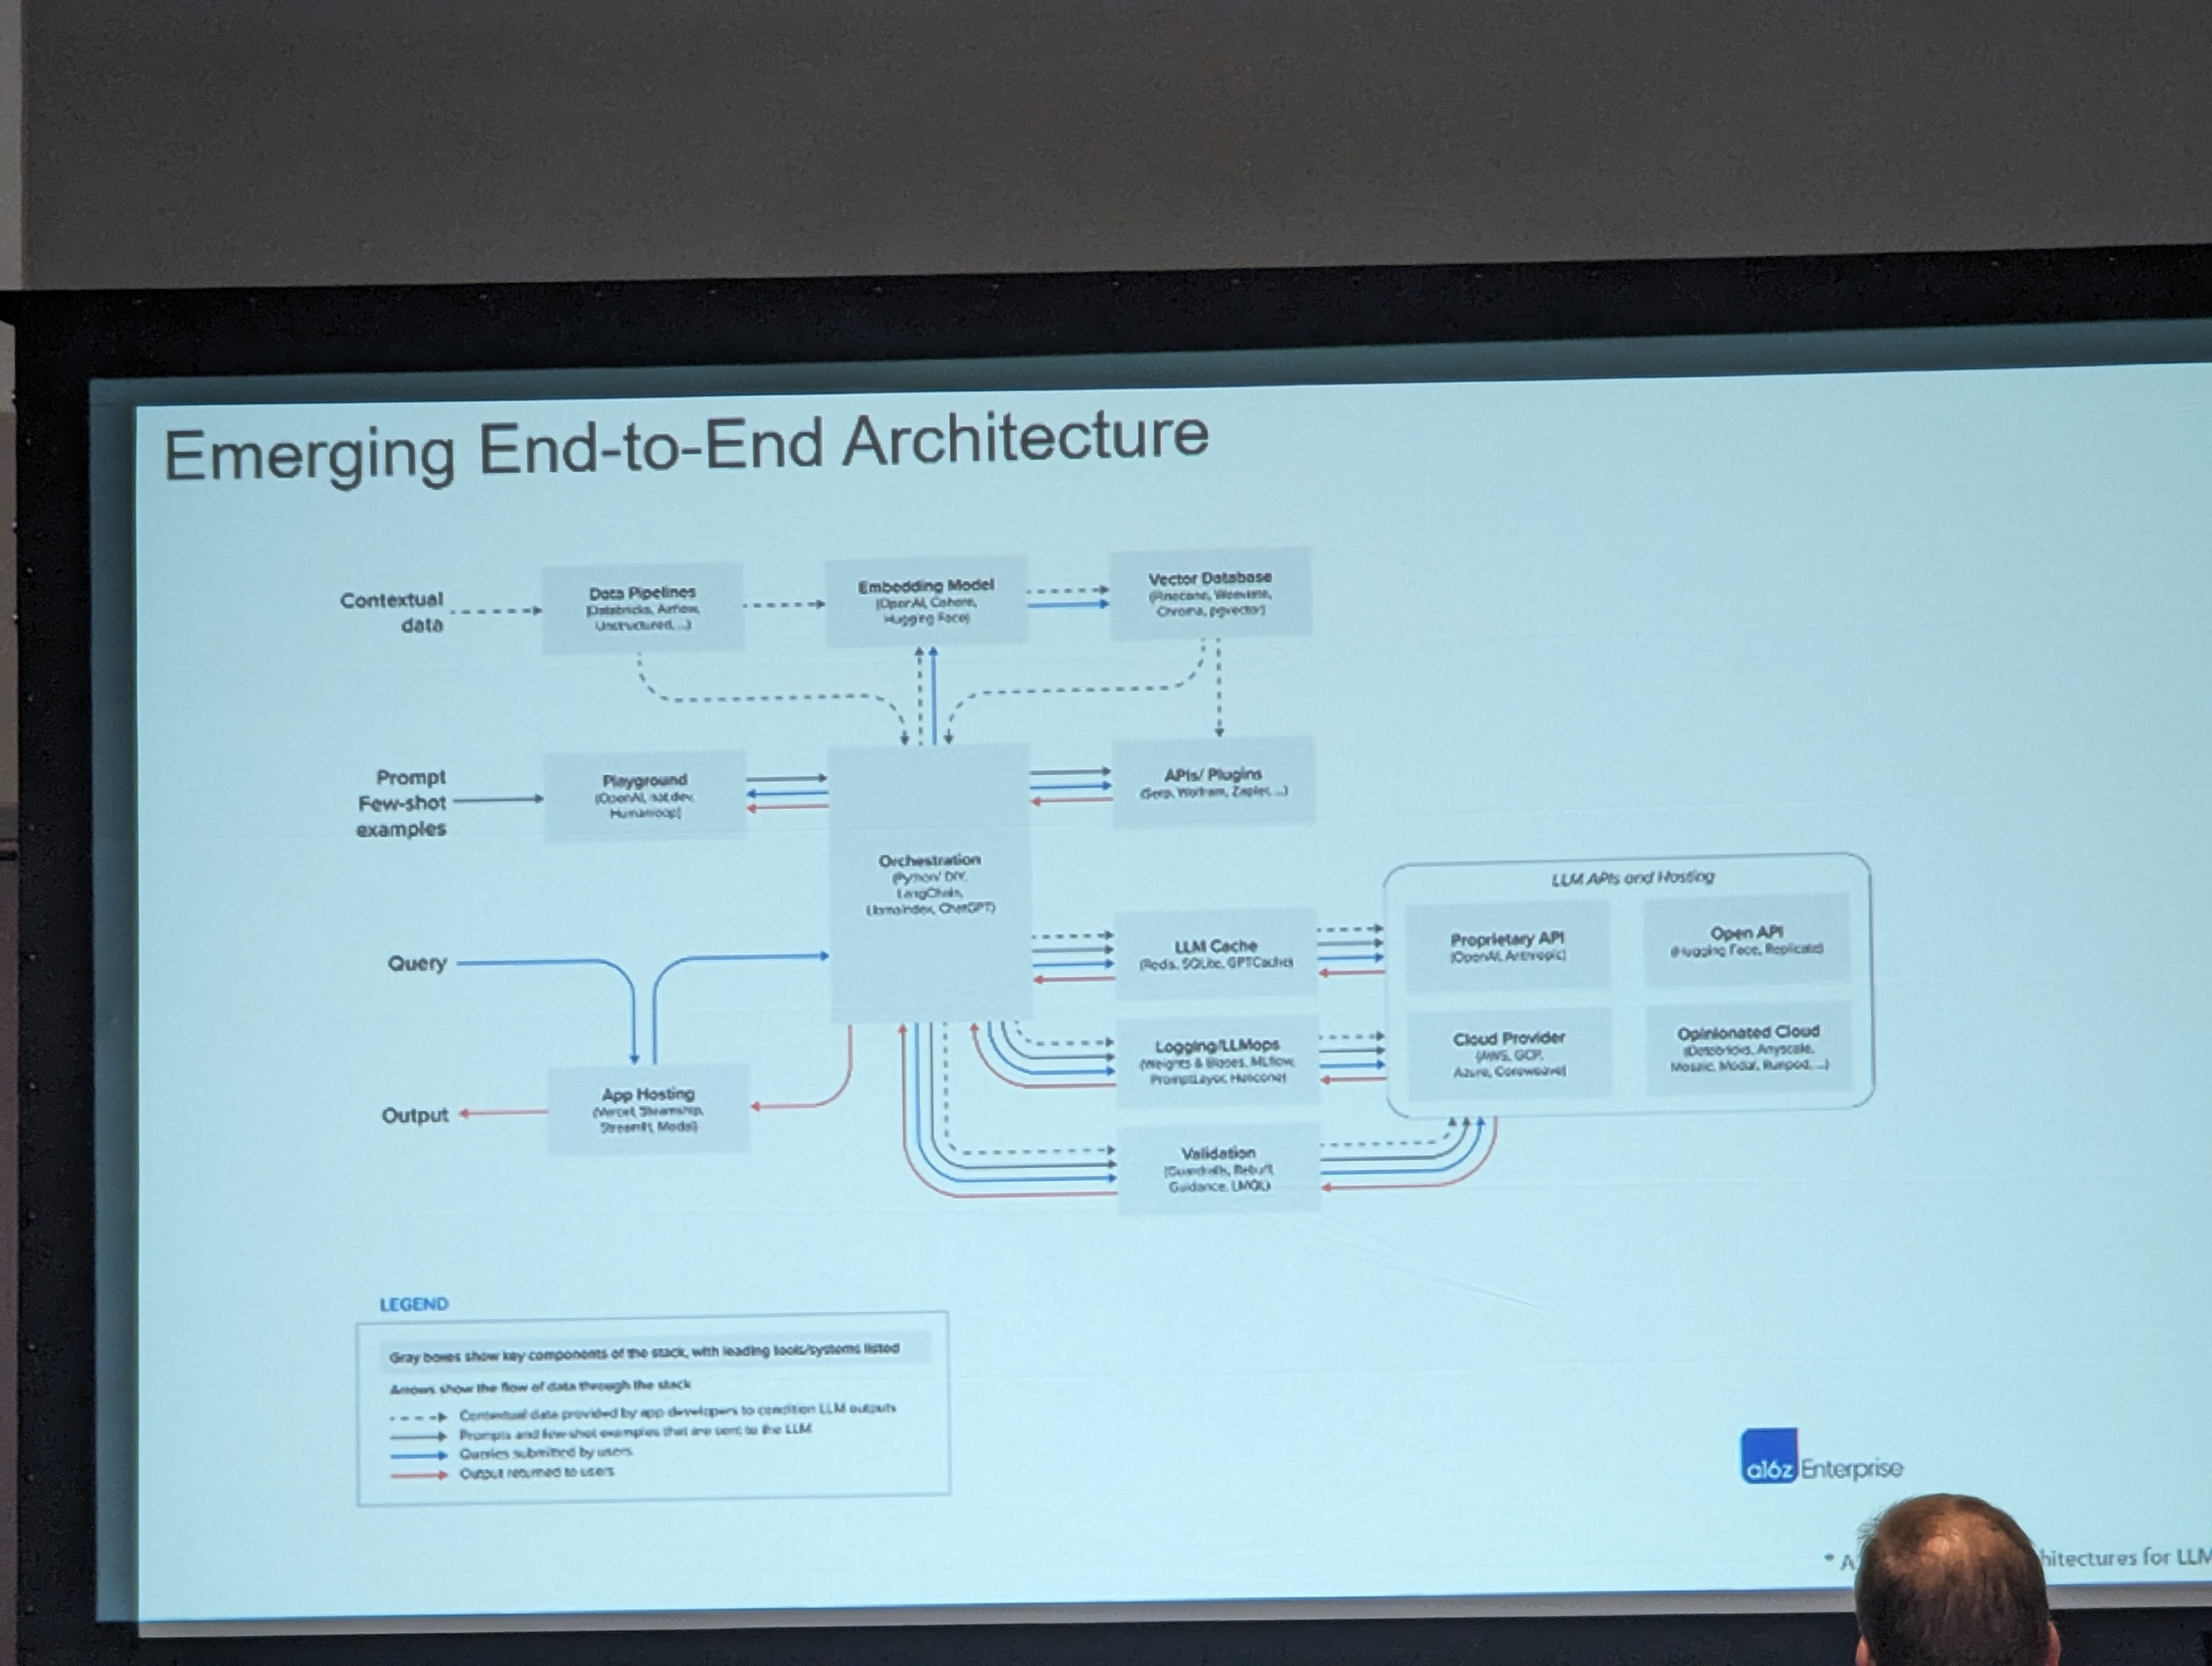 Emerging End-to-End Architecture
Contextual
data
Data Pipelines
(Databricks, Airflow,
Unstructured, ...)
Embedding Model
(OpenAI, Cohere,
Hugging Face)
Vector Database
(Pinecone, Weaviate,
Chroma, pgvector)
Prompt
Few-shot
examples
Playground
(OpenAI, nat.dev,
Humanloop)
Orchestration
(Python/ DIY,
LangChain,
LlamaIndex, ChatGPT)
APIs/ Plugins
(Serp, Wolfram, Zapier, ...)
Query
Output
App Hosting
(Vercel, Steamship,
Streamlit, Modal)
LLM Cache
(Redis, SQLite, GPTCache)
Logging/LLMops
(Weights & Biases, MLflow,
PromptLayer, Helicone)
Validation
(Guardrails, Rebuff,
Guidance, LMQL)
LLM APIs and Hosting
Proprietary API
(OpenAI, Anthropic)
Open API
(Hugging Face, Replicate)
Cloud Provider
(AWS, GCP,
Azure, Coreweave)
Opinionated Cloud
(Databricks, Anyscale,
Mosaic, Modal, Runpod, ...)
LEGEND
Gray boxes show key components of the stack, with leading tools/systems listed
Arrows show the flow of data through the stack
Contextual data provided by app developers to condition LLM outputs
Prompts and few-shot examples that are sent to the LLM
Queries submitted by users
Output returned to users
a16z Enterprise
* A hitectures for LLM